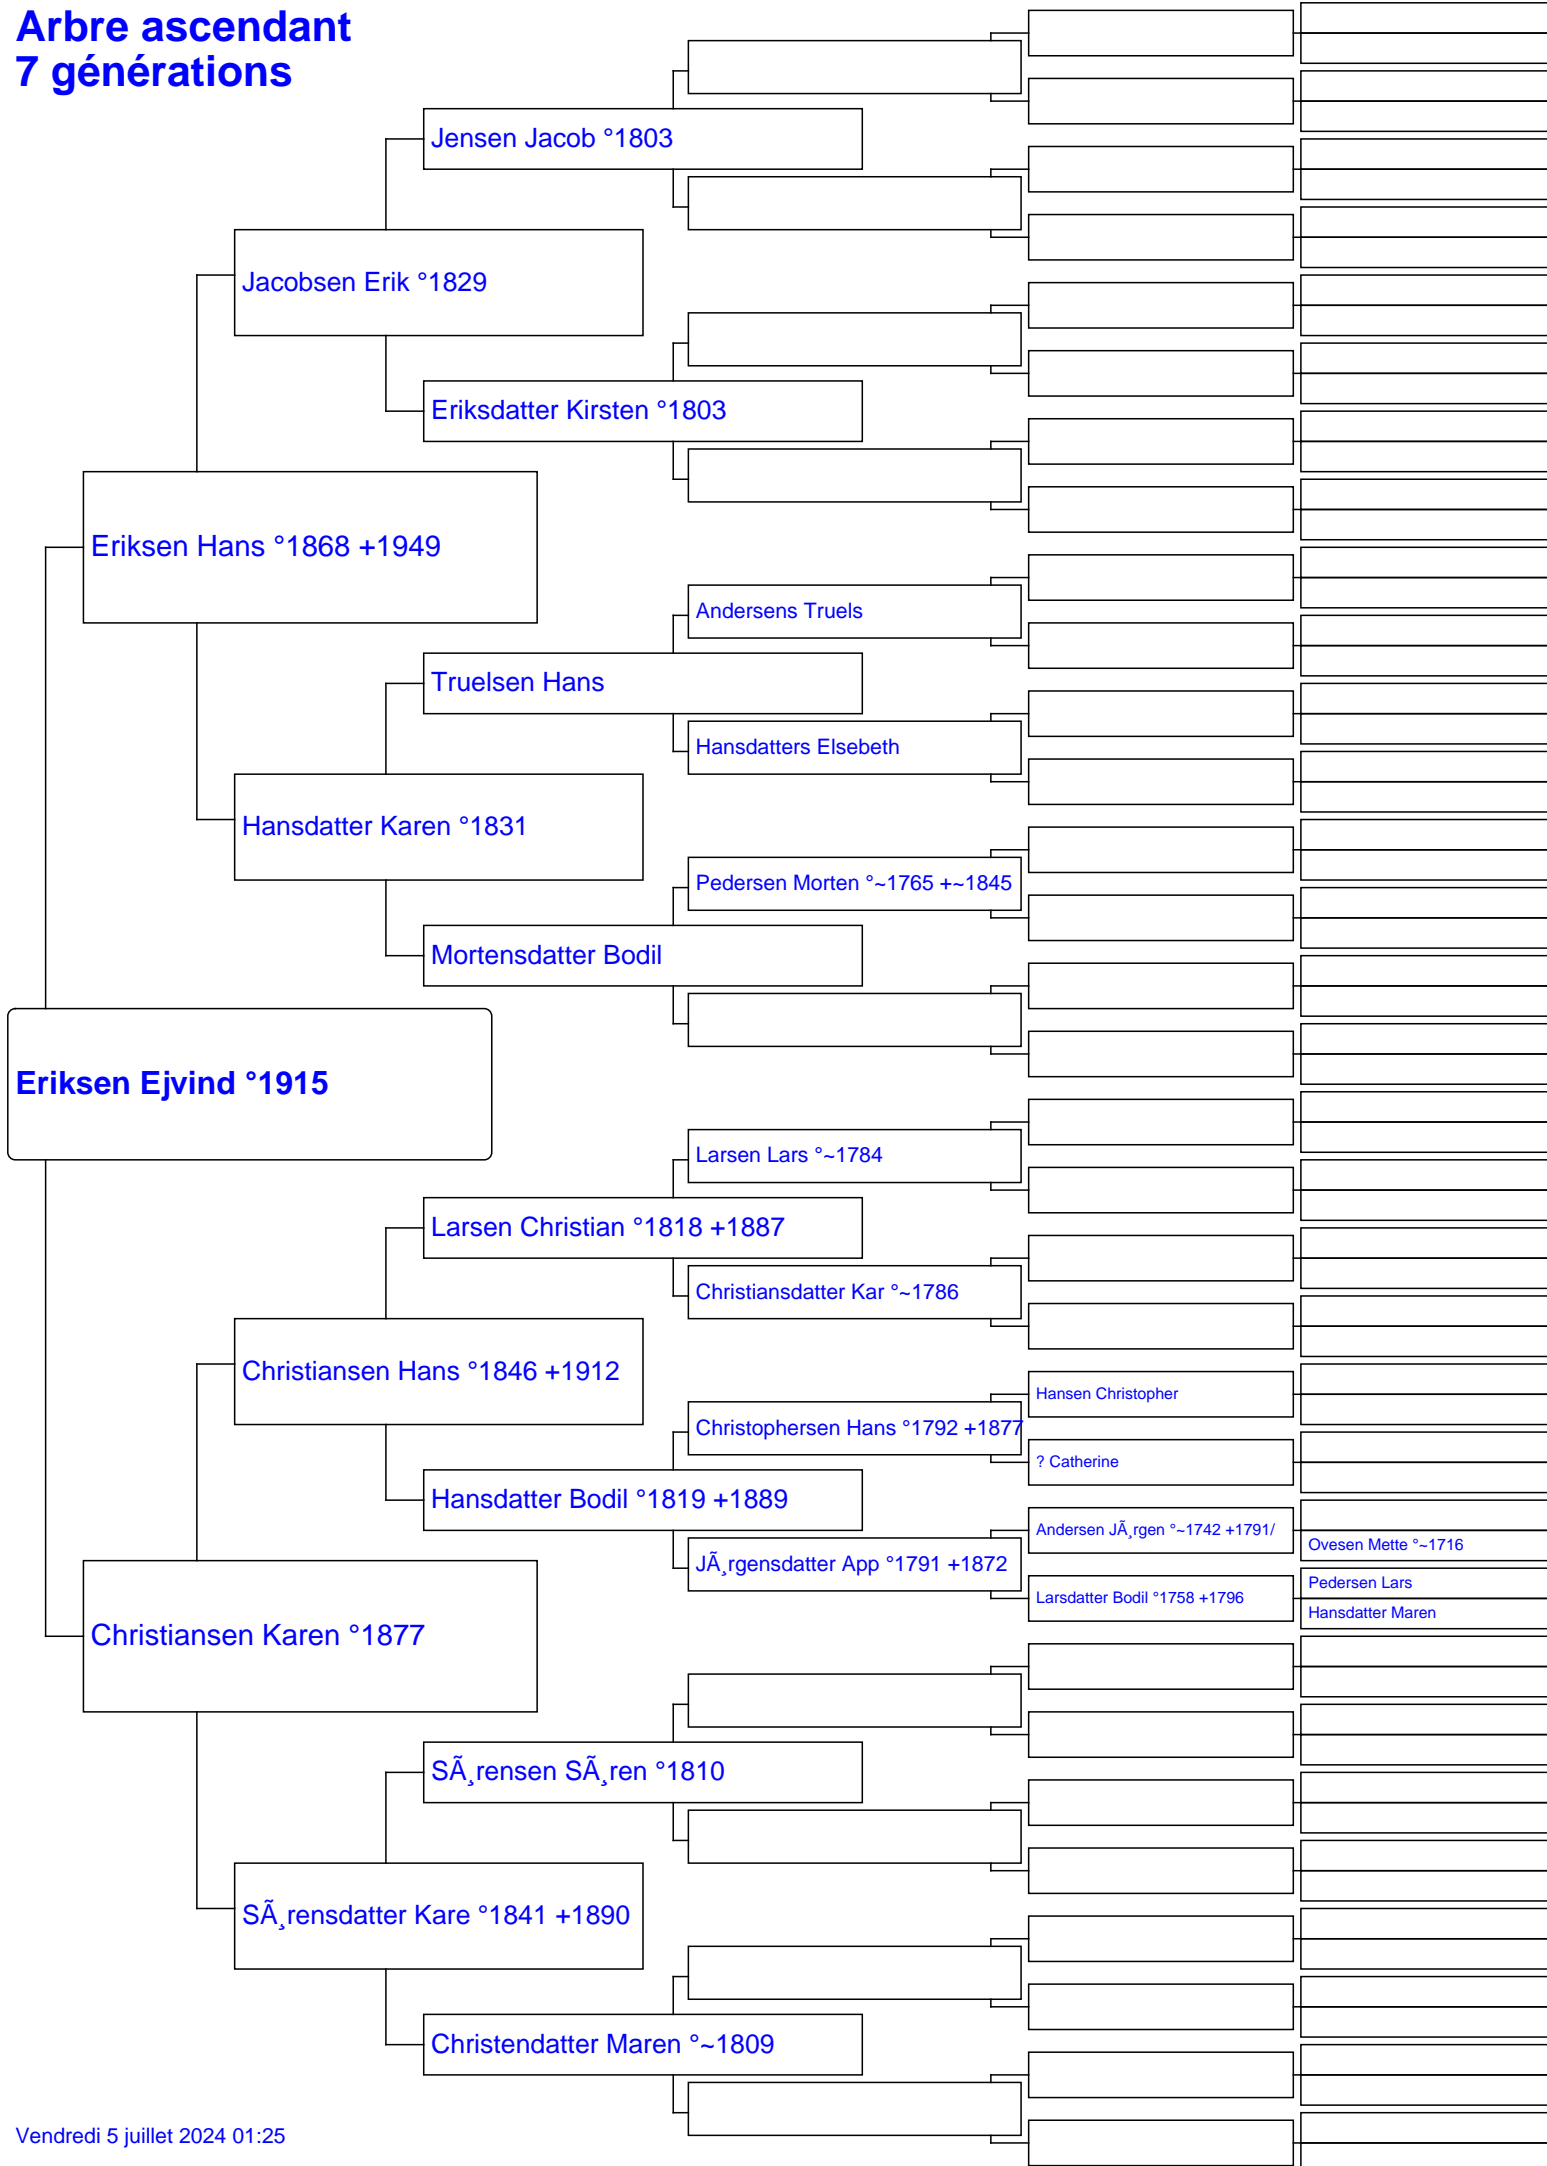 Arbre ascendant
7 générations
Jensen Jacob °1803
Jacobsen Erik °1829
Eriksdatter Kirsten °1803
Eriksen Hans °1868 +1949
Andersens Truels
Truelsen Hans
Hansdatters Elsebeth
Hansdatter Karen °1831
Pedersen Morten °~1765 +~1845
Mortensdatter Bodil
Eriksen Ejvind °1915
Larsen Lars °~1784
Larsen Christian °1818 +1887
Christiansdatter Kar °~1786
Christiansen Hans °1846 +1912
Hansen Christopher
Christophersen Hans °1792 +1877
? Catherine
Hansdatter Bodil °1819 +1889
Andersen JÃ¸rgen °~1742 +1791/
Ovesen Mette °~1716
JÃ¸rgensdatter App °1791 +1872
Pedersen Lars
Larsdatter Bodil °1758 +1796
Hansdatter Maren
Christiansen Karen °1877
SÃ¸rensen SÃ¸ren °1810
SÃ¸rensdatter Kare °1841 +1890
Christendatter Maren °~1809
Vendredi 5 juillet 2024 01:25